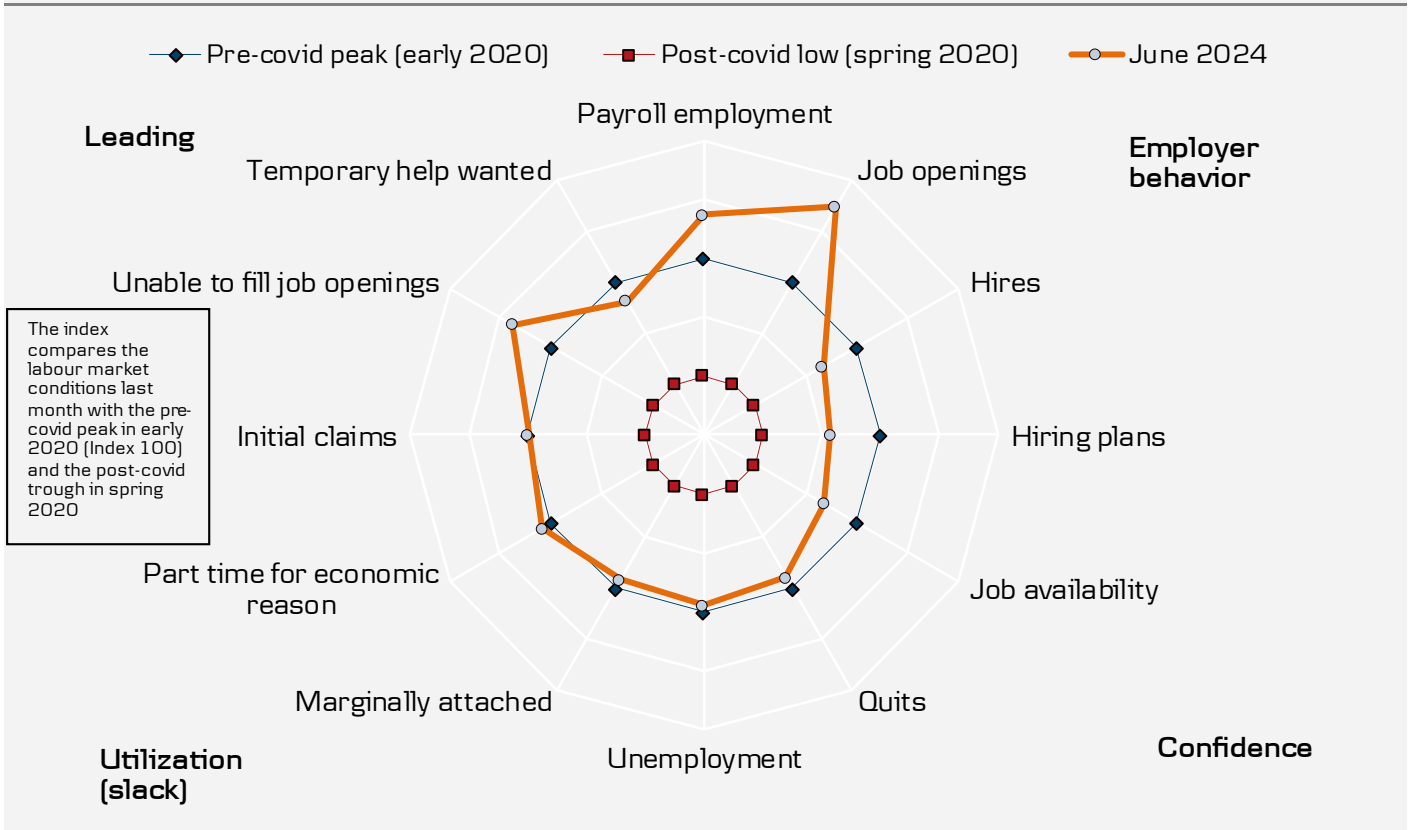 Pre-covid peak (early 2020)
Post-covid low (spring 2020)
June 2024
Leading
Employer
behavior
Payroll employment
Temporary help wanted
Job openings
Unable to fill job openings
Hires
The index
compares the
labour market
conditions last
month with the pre-
covid peak in early
2020 (Index 100)
and the post-covid
trough in spring
2020
Initial claims
Hiring plans
Part time for economic
reason
Job availability
Marginally attached
Quits
Unemployment
Utilization
(slack)
Confidence